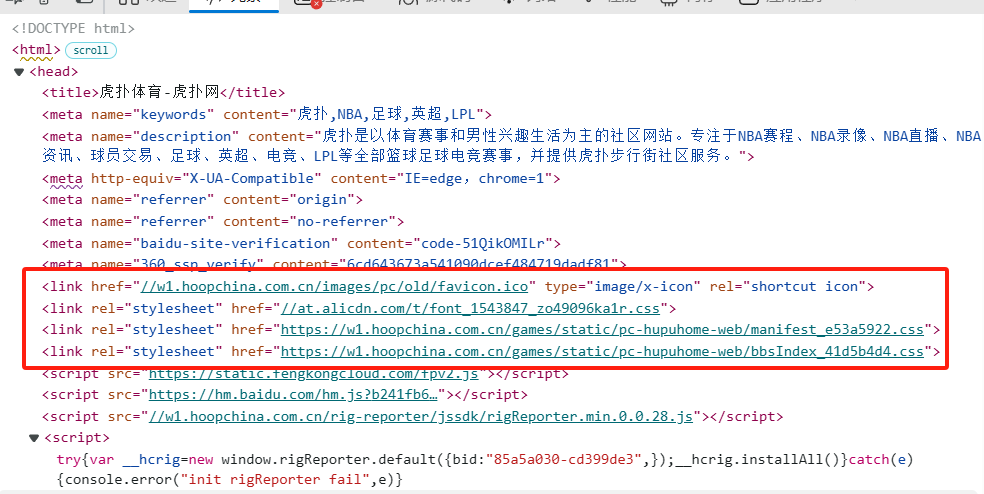 <!DOCTYPE html>
<html> scroll
▼ <head>
<title>虎扑体育-虎扑网</title>
<meta name="keywords" content="虎扑,NBA,足球,英超,LPL">
<meta name="description" content="虎扑是以体育赛事和男性兴趣生活为主的社区网站。专注于NBA赛程、NBA录像、NBA直播、NBA
资讯、球员交易、足球、英超、电竞、LPL等全部篮球足球电竞赛事，并提供虎扑步行街社区服务。">
<meta http-equiv="X-UA-Compatible" content="IE=edge，chrome=1">
<meta name="referrer" content="origin">
<meta name="referrer" content="no-referrer">
<meta name="baidu-site-verification" content="code-51QikOMILr">
<meta name="360_ssp_verify" content="6cd643673a541090dcef484719dadf81">
<link href="//w1.hoopchina.com.cn/images/pc/old/favicon.ico" type="image/x-icon" rel="shortcut icon">
<link rel="stylesheet" href="//at.alicdn.com/t/font_1543847_zo49096ka1r.css">
<link rel="stylesheet" href="https://w1.hoopchina.com.cn/games/static/pc-hupuhome-web/manifest_e53a5922.css">
<link rel="stylesheet" href="https://w1.hoopchina.com.cn/games/static/pc-hupuhome-web/bbsIndex_41d5b4d4.css">
<script src="https://static.fengkongcloud.com/fpv2.js"></script>
<script src="https://hm.baidu.com/hm.js?b241fb6…"></script>
<script src="//w1.hoopchina.com.cn/rig-reporter/jssdk/rigReporter.min.0.0.28.js"></script>
▼ <script>
try{var __hcrig=new window.rigReporter.default({bid:"85a5a030-cd399de3",});__hcrig.installAll()}catch(e)
{console.error("init rigReporter fail",e)}